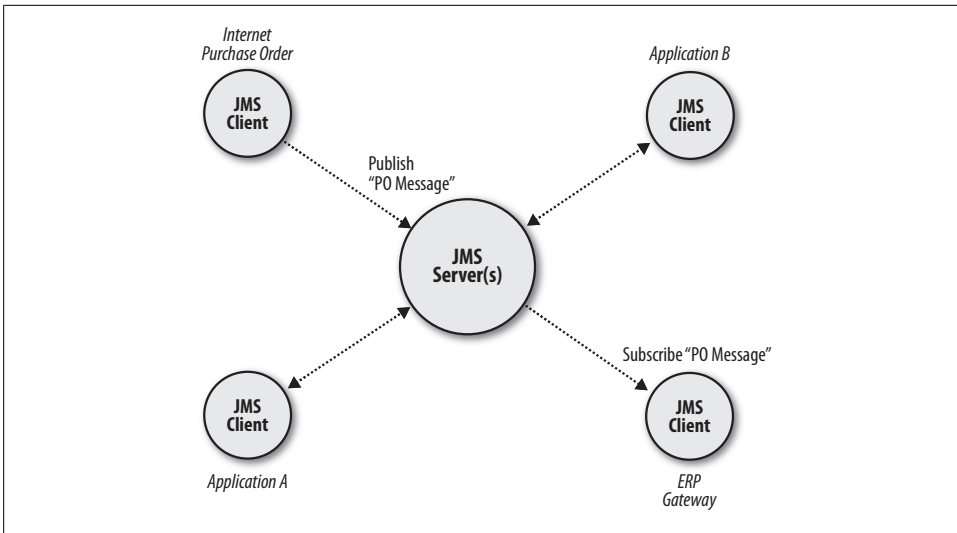 Internet
Purchase Order
JMS
Client
Application B
JMS
Client
Publish
“PO Message”
JMS
Server(s)
Subscribe “PO Message”
JMS
Client
Application A
JMS
Client
ERP
Gateway